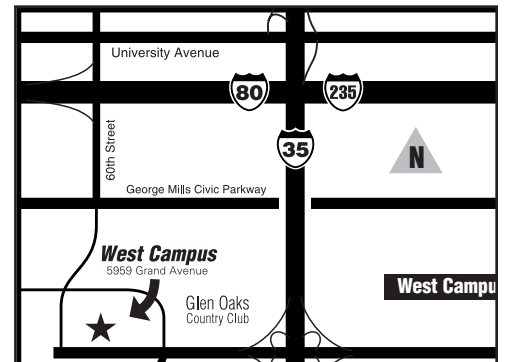 University Avenue
80
235
35
60th Street
N
George Mills Civic Parkway
West Campus
5959 Grand Avenue
West Campu
Glen Oaks
Country Club